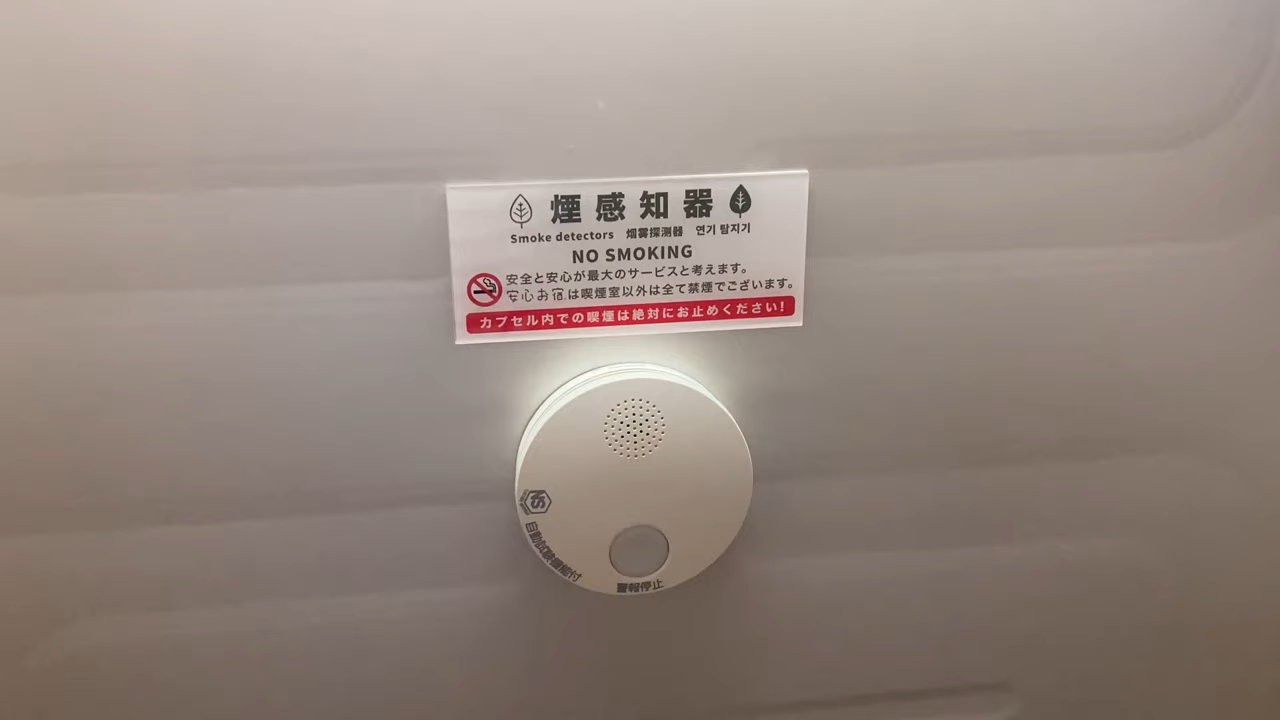 煙感知器
Smoke detectors 烟雾探测器 연기 탐지기
NO SMOKING
安全と安心が最大のサービスと考えます。
安心お宿は喫煙室以外は全て禁煙でございます。
カプセル内での喫煙は絶対にお止めください!
NS
自動試験機能付
警報停止